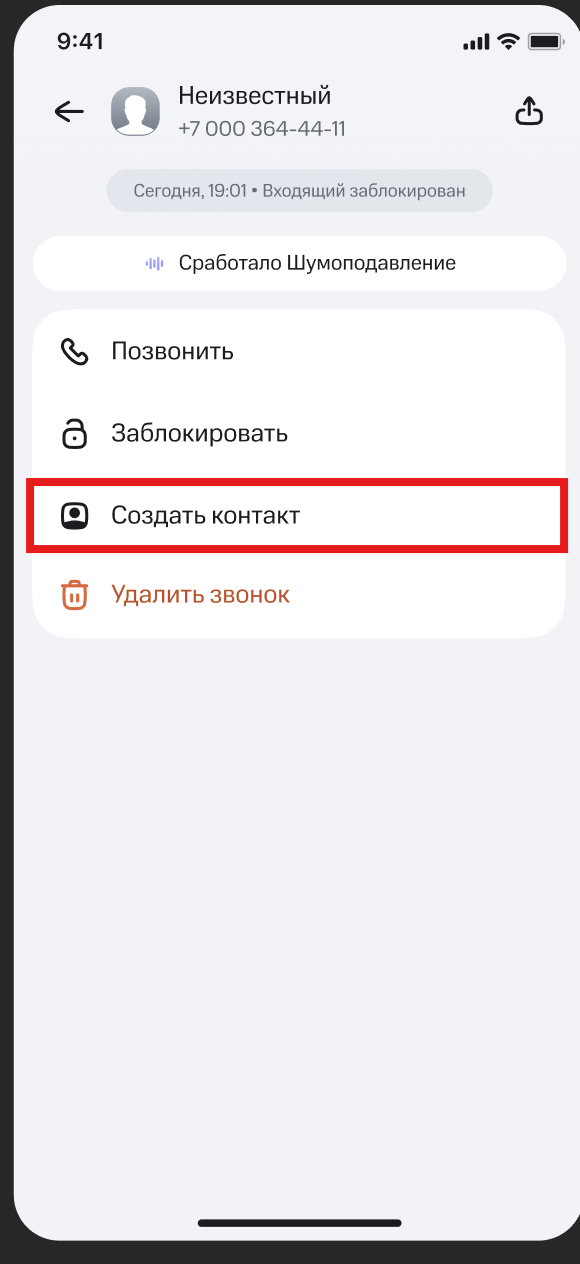 9:41
Неизвестный
+7 000 364-44-11
Сегодня, 19:01 • Входящий заблокирован
Сработало Шумоподавление
Позвонить
Заблокировать
Создать контакт
Удалить звонок